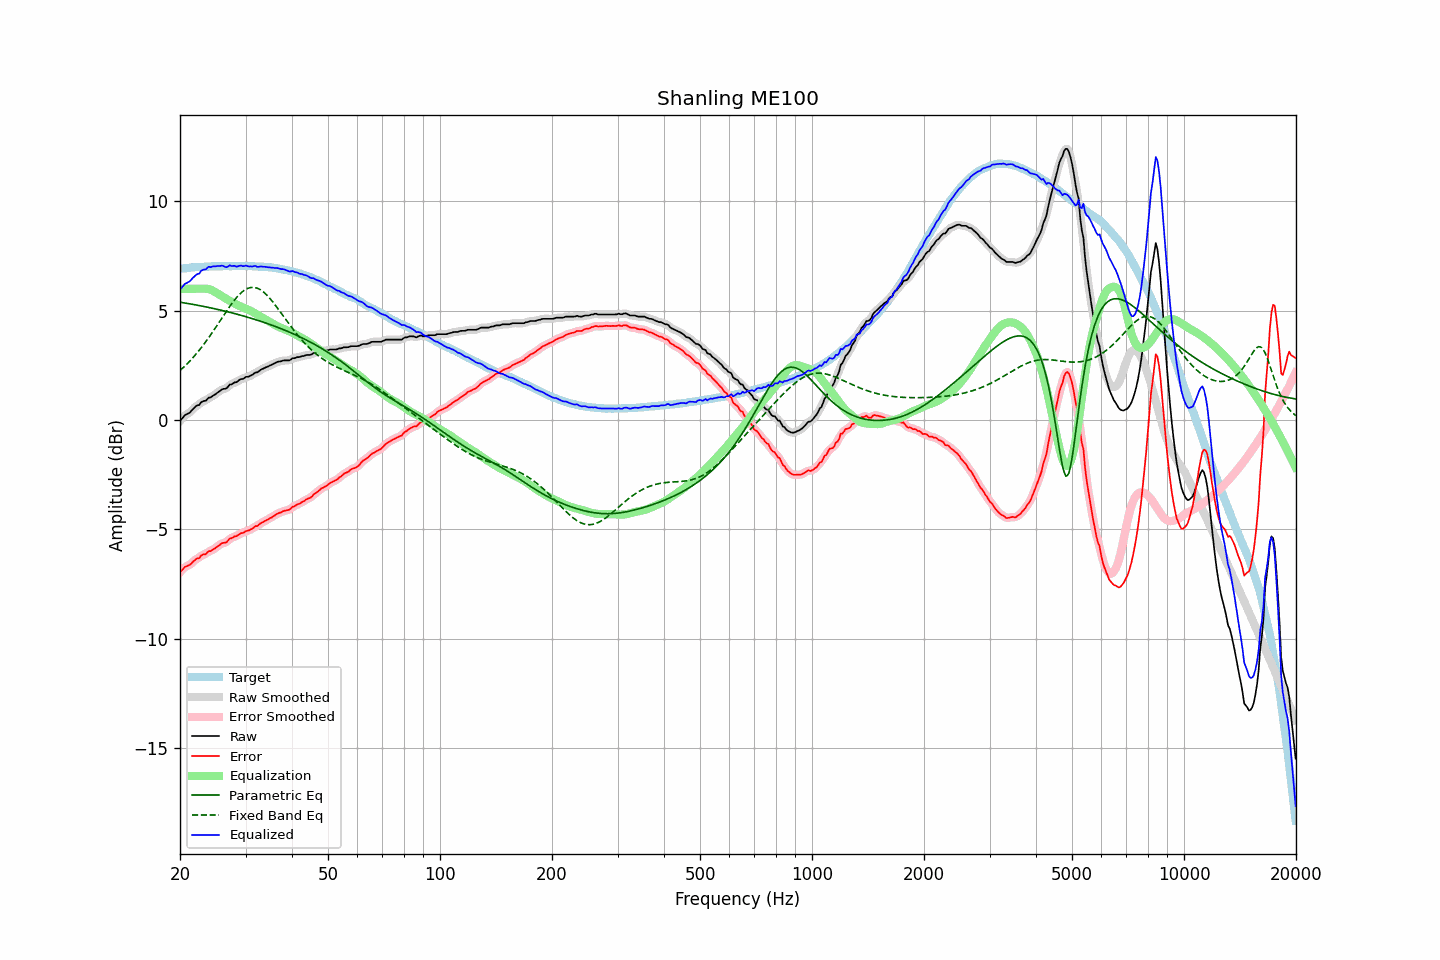 Shanling ME100
Amplitude (dBr)
10
5
0
−5
−10
−15
Target
Raw Smoothed
Error Smoothed
Raw
Error
Equalization
Parametric Eq
Fixed Band Eq
Equalized
20 50 100 200 500 1000 2000 5000 10000 20000
Frequency (Hz)